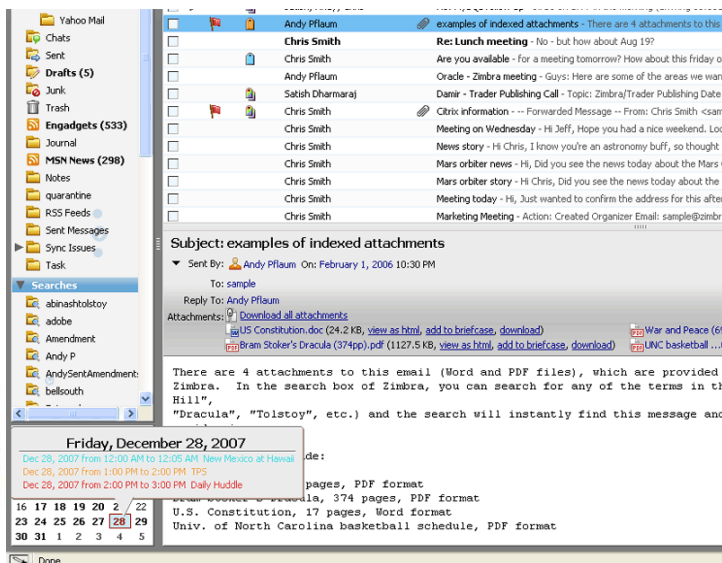 Yahoo Mail
Chats
Sent
Drafts (5)
Junk
Trash
Engadgets (533)
Journal
MSN News (298)
Notes
quarantine
RSS Feeds
Sent Messages
Sync Issues
Task
Searches
abinashtolstoy
adobe
Amendment
Andy P
AndySentAmendment:
bellsouth
Andy Pflaum examples of indexed attachments - There are 4 attachments to this
Chris Smith Re: Lunch meeting - No - but how about Aug 19?
Chris Smith Are you available - for a meeting tomorrow? How about this friday o
Andy Pflaum Oracle - Zimbra meeting - Guys: Here are some of the areas we wan
Satish Dharmaraj Damir - Trader Publishing Call - Topic: Zimbra/Trader Publishing Date
Chris Smith Citrix information - -- Forwarded Message -- From: Chris Smith <sam
Chris Smith Meeting on Wednesday - Hi Jeff, Hope you had a nice weekend. Loo
Chris Smith News story - Hi Chris, I know you're an astronomy buff, so thought
Chris Smith Mars orbiter news - Hi, Did you see the news today about the Mars
Chris Smith Mars orbiter story - Hi Chris, Did you see the news today about the
Chris Smith Meeting today - Hi, Just wanted to confirm the address for this afte
Chris Smith Marketing Meeting - Action: Created Organizer Email: sample@zimbr
Subject: examples of indexed attachments
Sent By: Andy Pflaum On: February 1, 2006 10:30 PM
To: sample
Reply To: Andy Pflaum
Attachments: Download all attachments
US Constitution.doc (24.2 KB, view as html, add to briefcase, download) War and Peace (69
Bram Stoker's Dracula (374pp).pdf (1127.5 KB, view as html, add to briefcase, download) UNC basketball ...
There are 4 attachments to this email (Word and PDF files), which are provided
Zimbra. In the search box of Zimbra, you can search for any of the terms in th
Hill",
"Dracula", "Tolstoy", etc.) and the search will instantly find this message and
de:
pages, PDF format
Dracula, 374 pages, PDF format
U.S. Constitution, 17 pages, Word format
Univ. of North Carolina basketball schedule, PDF format
Friday, December 28, 2007
Dec 28, 2007 from 12:00 AM to 12:05 AM New Mexico at Hawaii
Dec 28, 2007 from 1:00 PM to 2:00 PM TPS
Dec 28, 2007 from 2:00 PM to 3:00 PM Daily Huddle
16 17 18 19 20 2 22
23 24 25 26 27 28 29
30 31 1 2 3 4 5
Done